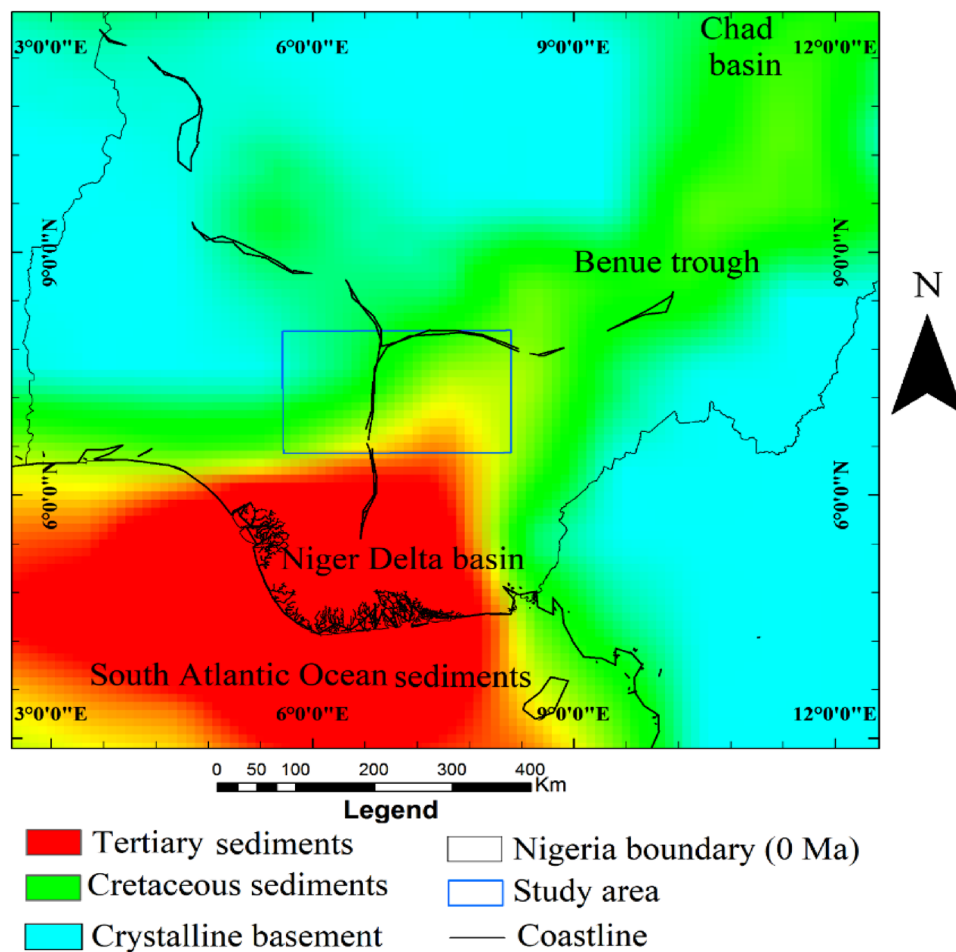 Chad
basin
3°0'0"E
6°0'0"E
9°0'0"E
12°0'0"E
9°0'0"N
Benue trough
9°0'0"N
N
6°0'0"N
6°0'0"N
Niger Delta basin
South Atlantic Ocean sediments
3°0'0"E
6°0'0"E
9°0'0"E
12°0'0"E
0 50 100 200 300 400
Km
Legend
Tertiary sediments
Nigeria boundary (0 Ma)
Cretaceous sediments
Study area
Crystalline basement
Coastline